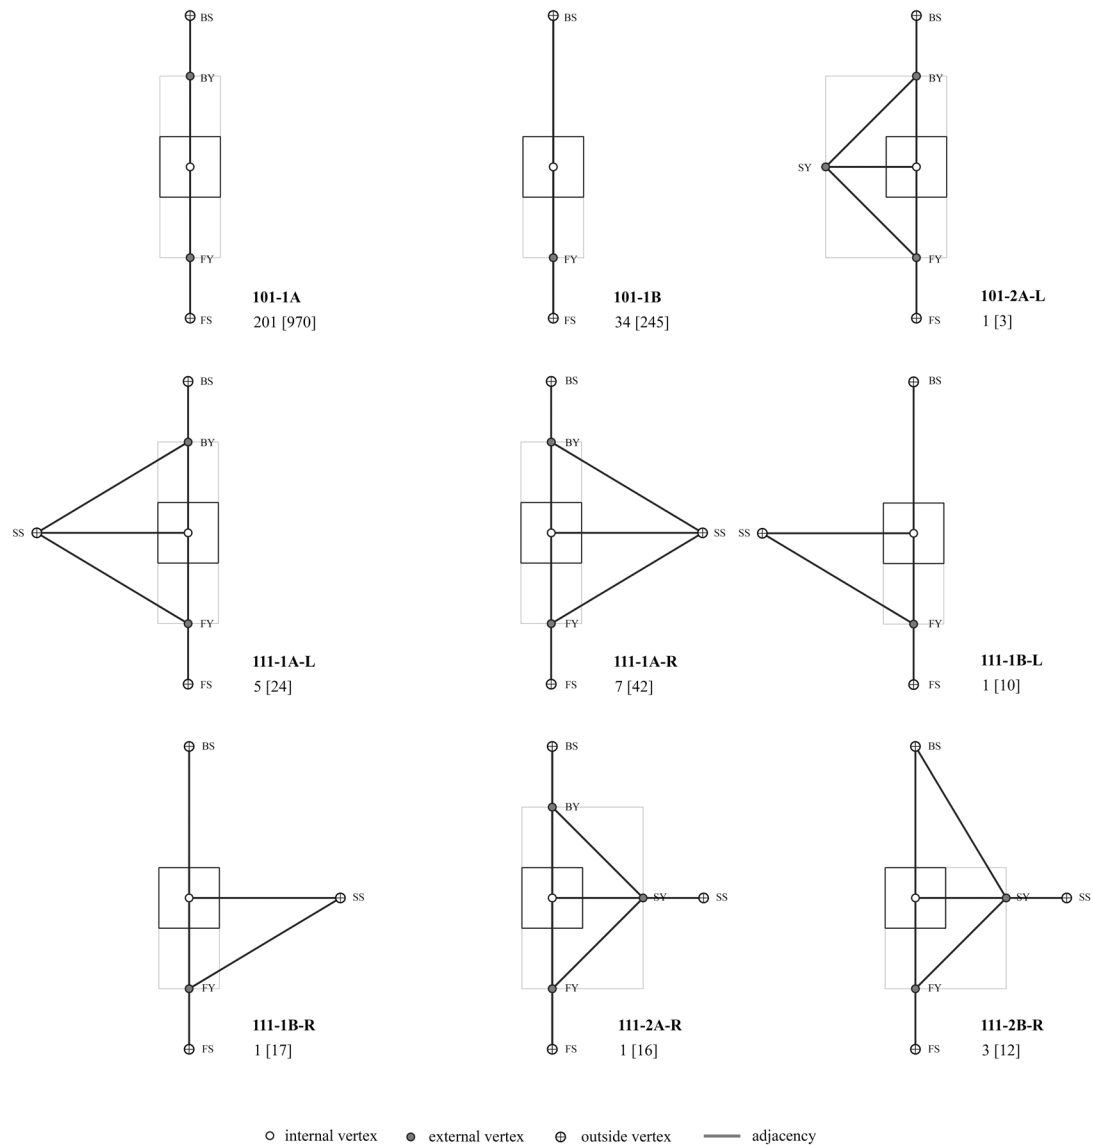 BS
BS
BS
BY
BY
SY
FY
FY
FY
101-1A
101-1B
101-2A-L
201 [970]
34 [245]
1 [3]
FS
FS
FS
BS
BS
BS
BY
BY
SS
SS
SS
FY
FY
FY
111-1A-L
111-1A-R
111-1B-L
5 [24]
7 [42]
1 [10]
FS
FS
FS
BS
BS
BS
BY
SS
SY
SS
SY
SS
FY
FY
FY
111-1B-R
111-2A-R
111-2B-R
1 [17]
1 [16]
3 [12]
FS
FS
FS
internal vertex external vertex outside vertex adjacency